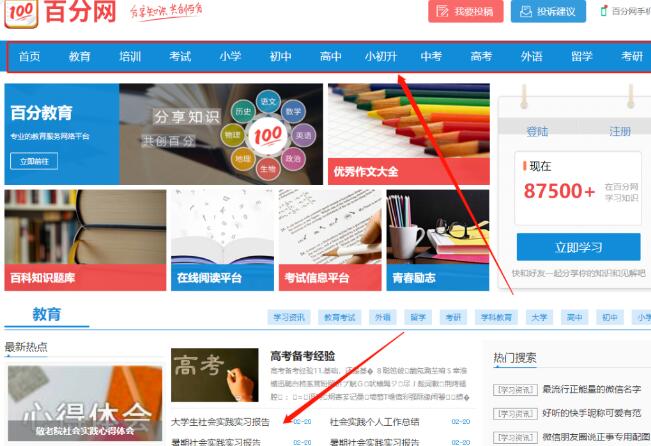 100 百分网 分享知识 共创百分
我要投稿 投诉建议 百分网手机
首页 教育 培训 考试 小学 初中 高中 小初升 中考 高考 外语 留学 考研
百分教育
专业的教育服务网络平台
立即前往
分享知识
共创百分
语文
数学
英语
政治
生物
地理
物理
历史
100
优秀作文大全
登陆 注册
现在
87500+
在百分网
学习知识
立即学习
快和好友一起分享你的知识和见解吧
百科知识题库 在线阅读平台 考试信息平台 青春励志
教育 学习资讯 教育考试 外语 留学 考研 学科教育 大学 高中 初中 小学
最新热点
心得体会
敬老院社会实践心得体会
高考
高考备考经验
高考备考经验11.基础,
大学生社会实践实习报告 02-20 社会实践个人工作总结 02-20
暑期社会实践实习报告 02-20 暑期社会实践实习报告 02-20
热门搜索
[学习资讯] 最流行正能量的微信名字
[学习资讯] 好听的快手昵称可爱有范
[学习资讯] 微信朋友圈说正事专用配图